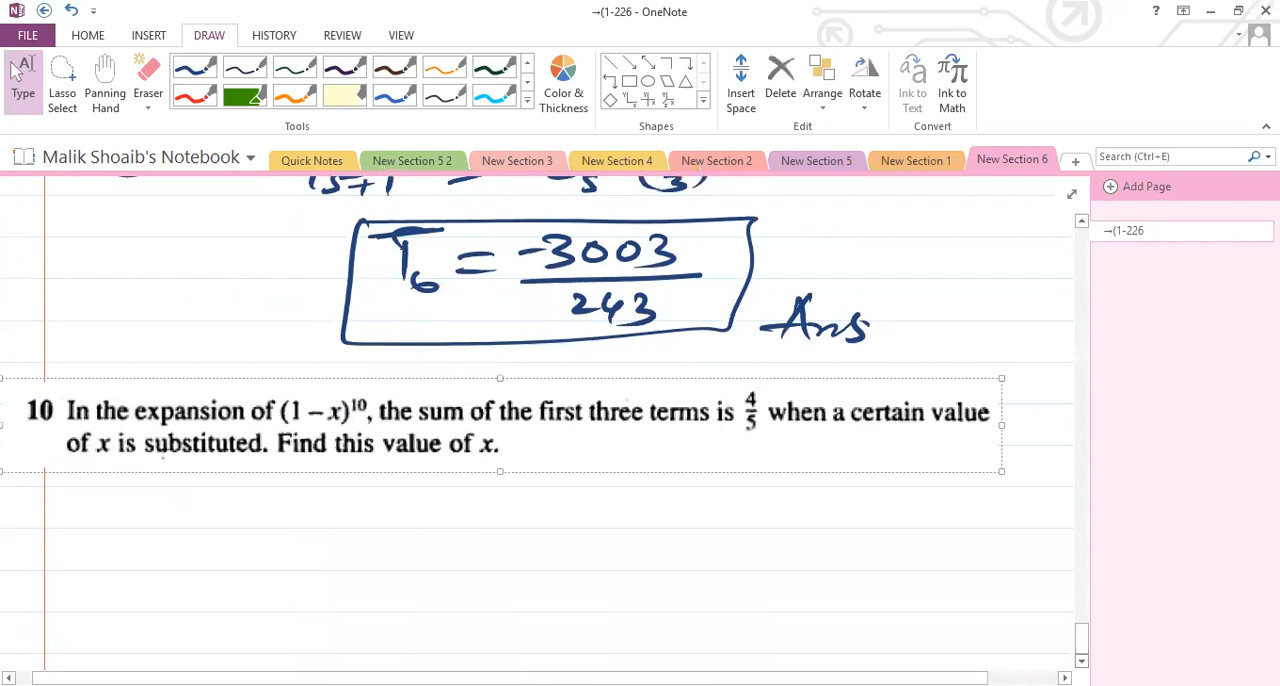 →(1-226 - OneNote
FILE HOME INSERT DRAW HISTORY REVIEW VIEW
Type Lasso Select Panning Hand Eraser Color & Thickness Insert Space Delete Arrange Rotate Ink to Text Ink to Math
Tools Shapes Edit Convert
Malik Shoaib's Notebook Quick Notes New Section 5 2 New Section 3 New Section 4 New Section 2 New Section 5 New Section 1 New Section 6 Search (Ctrl+E)
Add Page
→(1-226
T₆ = -3003/243 Ans
10 In the expansion of (1 – x)¹⁰, the sum of the first three terms is 4/5 when a certain value
of x is substituted. Find this value of x.